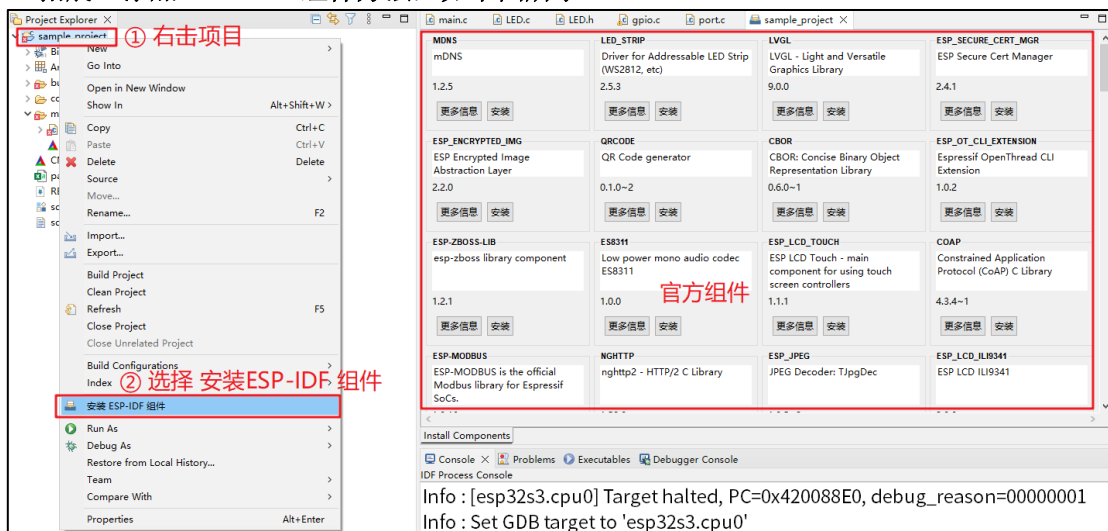 Project Explorer
main.c
LED.c
LED.h
gpio.c
port.c
sample_project
sample_project
① 右击项目
Bi
Ar
bu
co
m
CM
pa
RE
sc
sc
New
Go Into
Open in New Window
Show In Alt+Shift+W >
Copy Ctrl+C
Paste Ctrl+V
Delete Delete
Source
Move...
Rename... F2
Import...
Export...
Build Project
Clean Project
Refresh F5
Close Project
Close Unrelated Project
Build Configurations
Index
② 选择 安装ESP-IDF 组件
安装 ESP-IDF 组件
Run As
Debug As
Restore from Local History...
Team
Compare With
Properties Alt+Enter
MDNS
mDNS
1.2.5
更多信息 安装
LED_STRIP
Driver for Addressable LED Strip
(WS2812, etc)
2.5.3
更多信息 安装
LVGL
LVGL - Light and Versatile
Graphics Library
9.0.0
更多信息 安装
ESP_SECURE_CERT_MGR
ESP Secure Cert Manager
2.4.1
更多信息 安装
ESP_ENCRYPTED_IMG
ESP Encrypted Image
Abstraction Layer
2.2.0
更多信息 安装
QRCODE
QR Code generator
0.1.0~2
更多信息 安装
CBOR
CBOR: Concise Binary Object
Representation Library
0.6.0~1
更多信息 安装
ESP_OT_CLI_EXTENSION
Espressif OpenThread CLI
Extension
1.0.2
更多信息 安装
ESP-ZBOSS-LIB
esp-zboss library component
1.2.1
更多信息 安装
ES8311
Low power mono audio codec
ES8311
1.0.0
更多信息 安装
官方组件
ESP_LCD_TOUCH
ESP LCD Touch - main
component for using touch
screen controllers
1.1.1
更多信息 安装
COAP
Constrained Application
Protocol (CoAP) C Library
4.3.4~1
更多信息 安装
ESP-MODBUS
ESP-MODBUS is the official
Modbus library for Espressif
SoCs.
NGHTTP
nghttp2 - HTTP/2 C Library
ESP_JPEG
JPEG Decoder: TJpgDec
ESP_LCD_ILI9341
ESP LCD ILI9341
Install Components
Console
Problems
Executables
Debugger Console
IDF Process Console
Info : [esp32s3.cpu0] Target halted, PC=0x420088E0, debug_reason=00000001
Info : Set GDB target to 'esp32s3.cpu0'